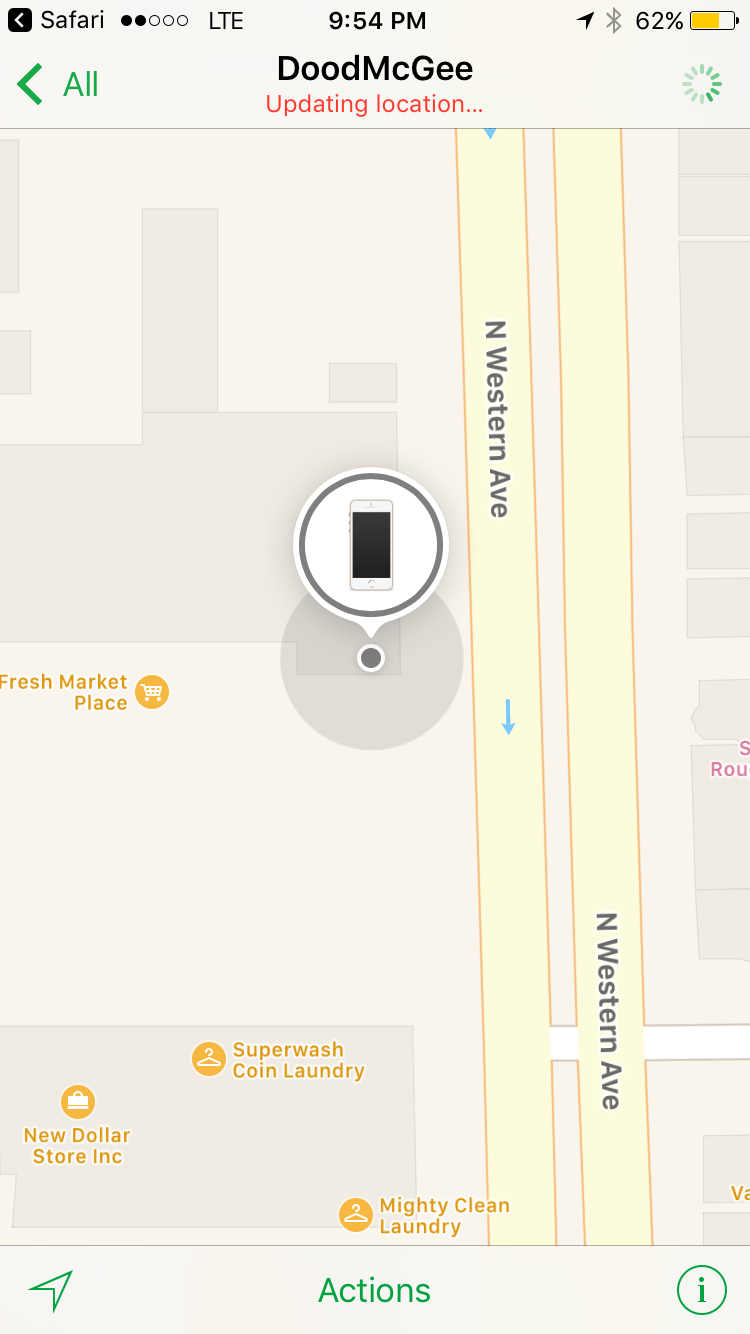 Safari LTE 9:54 PM 62%
All
DoodMcGee
Updating location...
N Western Ave
Fresh Market
Place
S
Rou
N Western Ave
Superwash
Coin Laundry
New Dollar
Store Inc
Va
Mighty Clean
Laundry
Actions
i